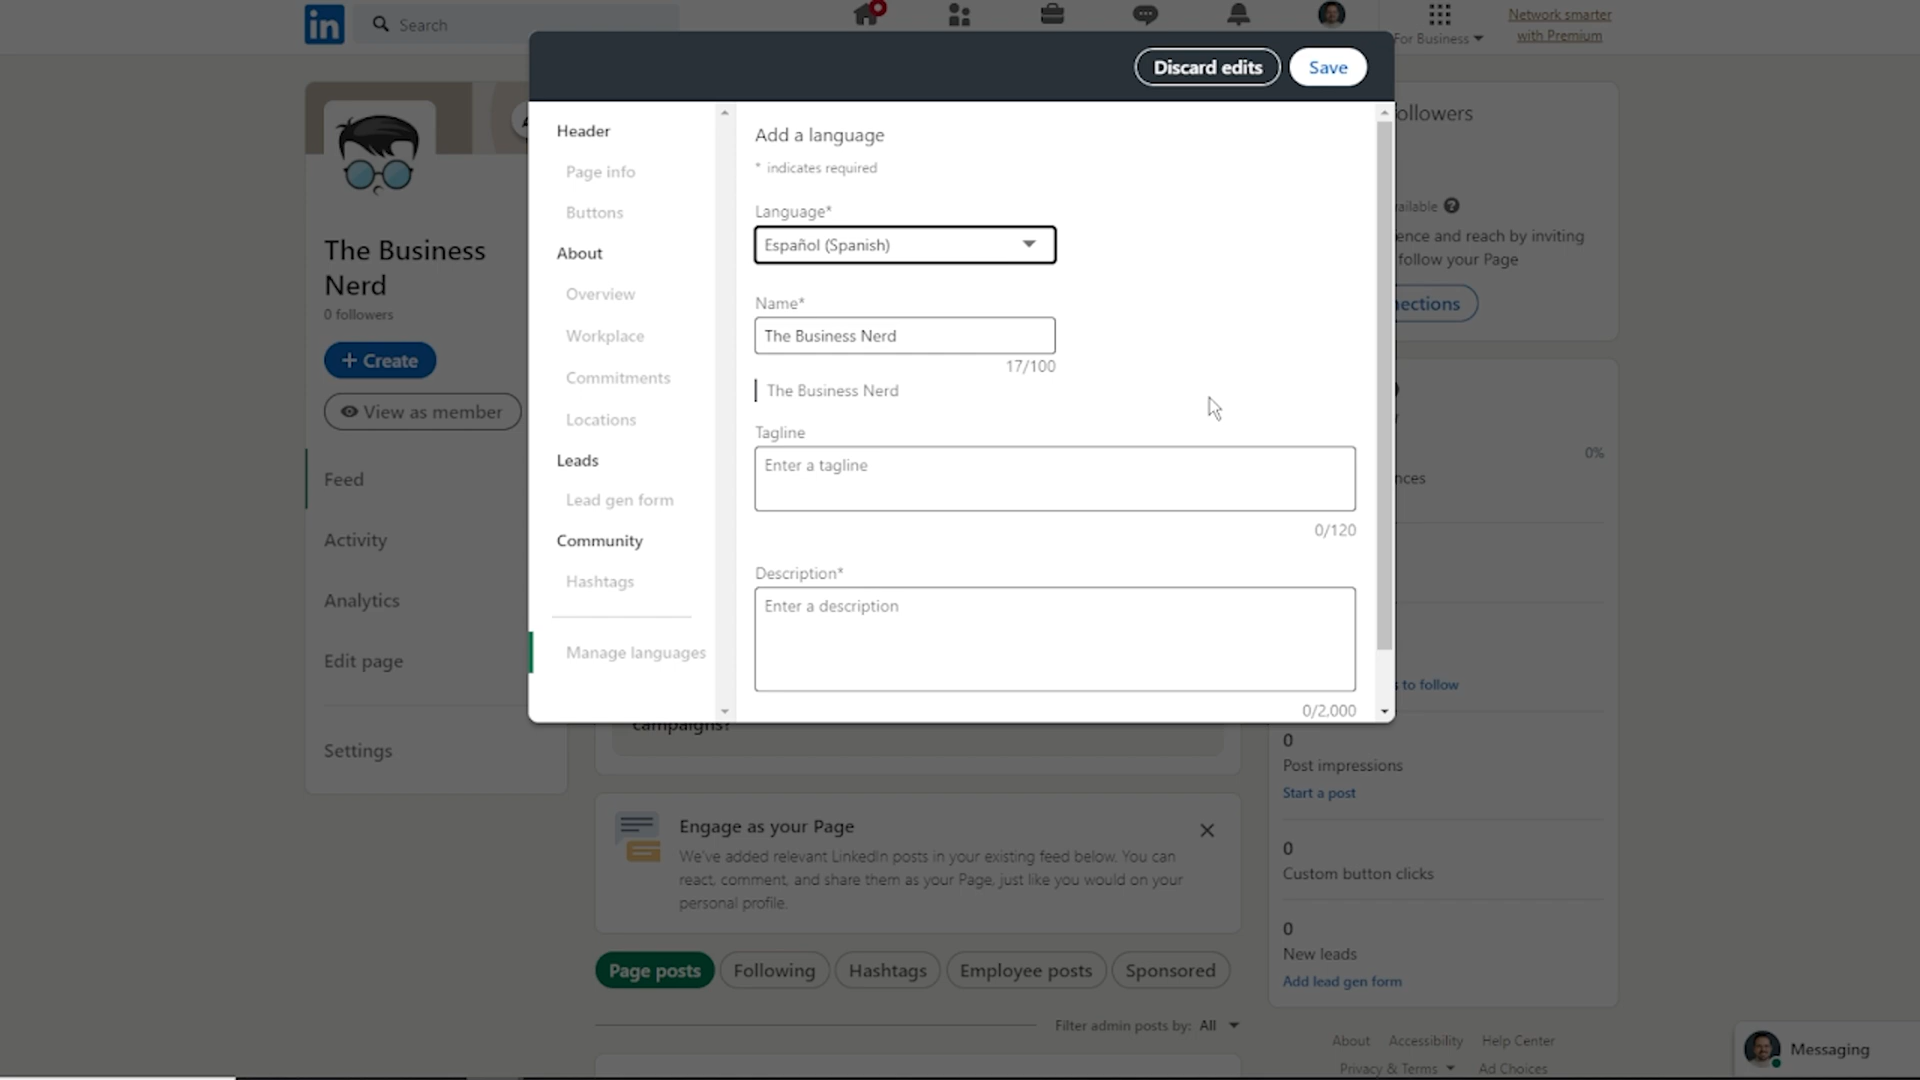 in
Search
For Business
Network smarter
with Premium
Discard edits
Save
Header
Page info
Buttons
About
Overview
Workplace
Commitments
Locations
Leads
Lead gen form
Community
Hashtags
Manage languages
Add a language
* indicates required
Language*
Español (Spanish)
Name*
The Business Nerd
17/100
The Business Nerd
Tagline
Enter a tagline
0/120
Description*
Enter a description
0/2,000
The Business
Nerd
0 followers
+ Create
View as member
Feed
Activity
Analytics
Edit page
Settings
ollowers
ailable
ence and reach by inviting
follow your Page
nections
0%
nces
to follow
0
Post impressions
Start a post
0
Custom button clicks
0
New leads
Add lead gen form
campaigns?
Engage as your Page
We've added relevant LinkedIn posts in your existing feed below. You can
react, comment, and share them as your Page, just like you would on your
personal profile.
Page posts
Following
Hashtags
Employee posts
Sponsored
Filter admin posts by: All
About Accessibility Help Center
Privacy & Terms Ad Choices
Messaging